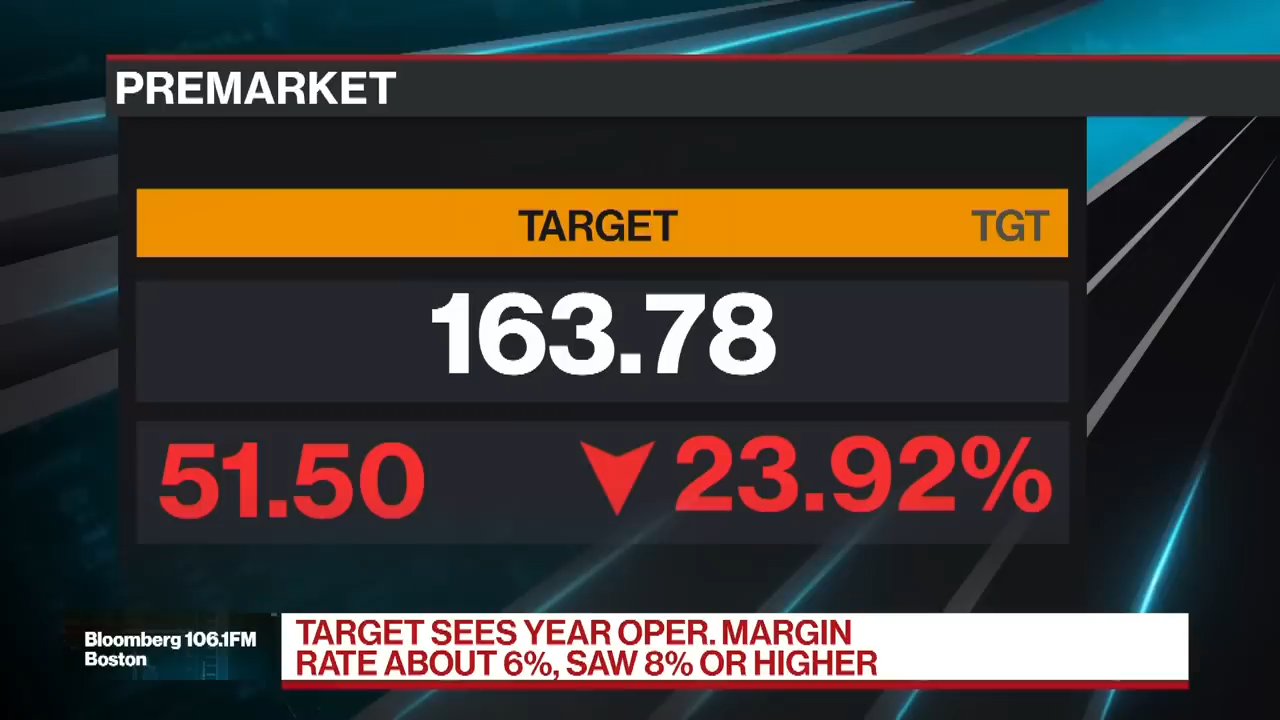 PREMARKET
TARGET TGT
163.78
51.50 ▼ 23.92%
TARGET SEES YEAR OPER. MARGIN
RATE ABOUT 6%, SAW 8% OR HIGHER
Bloomberg 106.1FM
Boston